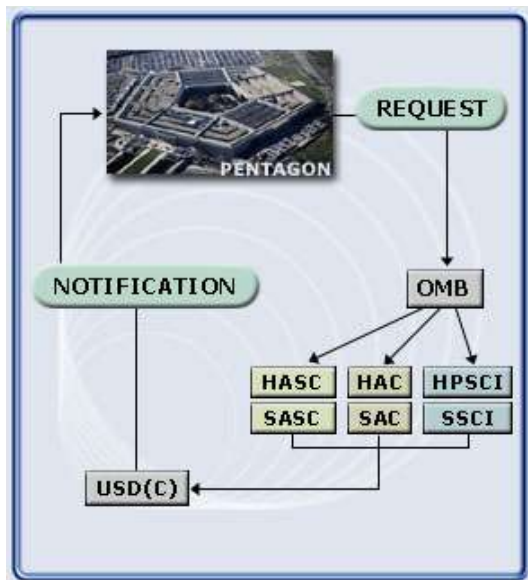 PENTAGON
REQUEST
NOTIFICATION
OMB
HASC
HAC
HPSCI
SASC
SAC
SSCI
USD(C)